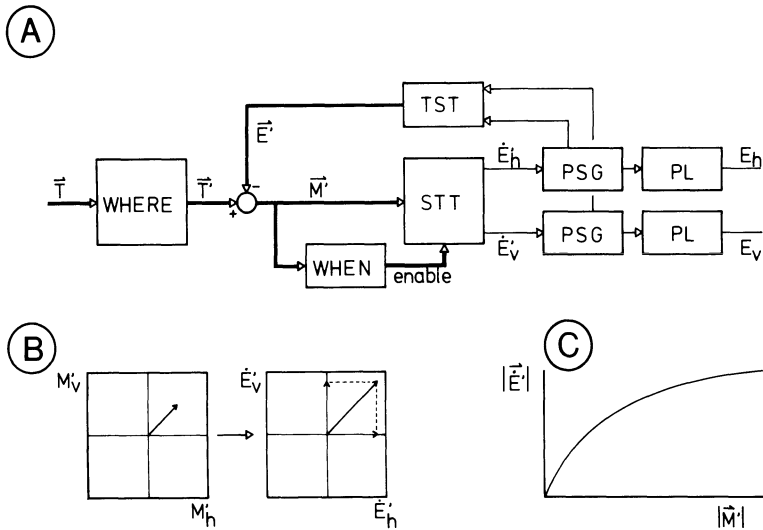 A
TST
E⃗'
Ė'h
PSG
PL
Eh
T⃗
WHERE
T⃗'
+
−
M⃗'
STT
Ė'v
PSG
PL
Ev
WHEN
enable
B
M'v
M'h
Ė'v
Ė'h
C
|Ė⃗'|
|M⃗'|